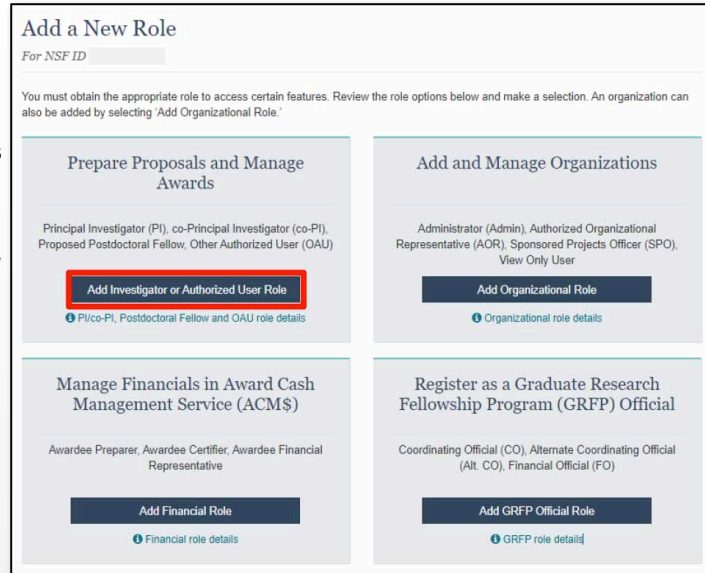 Add a New Role
For NSF ID
You must obtain the appropriate role to access certain features. Review the role options below and make a selection. An organization can
also be added by selecting 'Add Organizational Role.'
Prepare Proposals and Manage
Awards
Principal Investigator (PI), co-Principal Investigator (co-PI),
Proposed Postdoctoral Fellow, Other Authorized User (OAU)
Add Investigator or Authorized User Role
PI/co-PI, Postdoctoral Fellow and OAU role details
Add and Manage Organizations
Administrator (Admin), Authorized Organizational
Representative (AOR), Sponsored Projects Officer (SPO),
View Only User
Add Organizational Role
Organizational role details
Manage Financials in Award Cash
Management Service (ACM$)
Awardee Preparer, Awardee Certifier, Awardee Financial
Representative
Add Financial Role
Financial role details
Register as a Graduate Research
Fellowship Program (GRFP) Official
Coordinating Official (CO), Alternate Coordinating Official
(Alt. CO), Financial Official (FO)
Add GRFP Official Role
GRFP role details